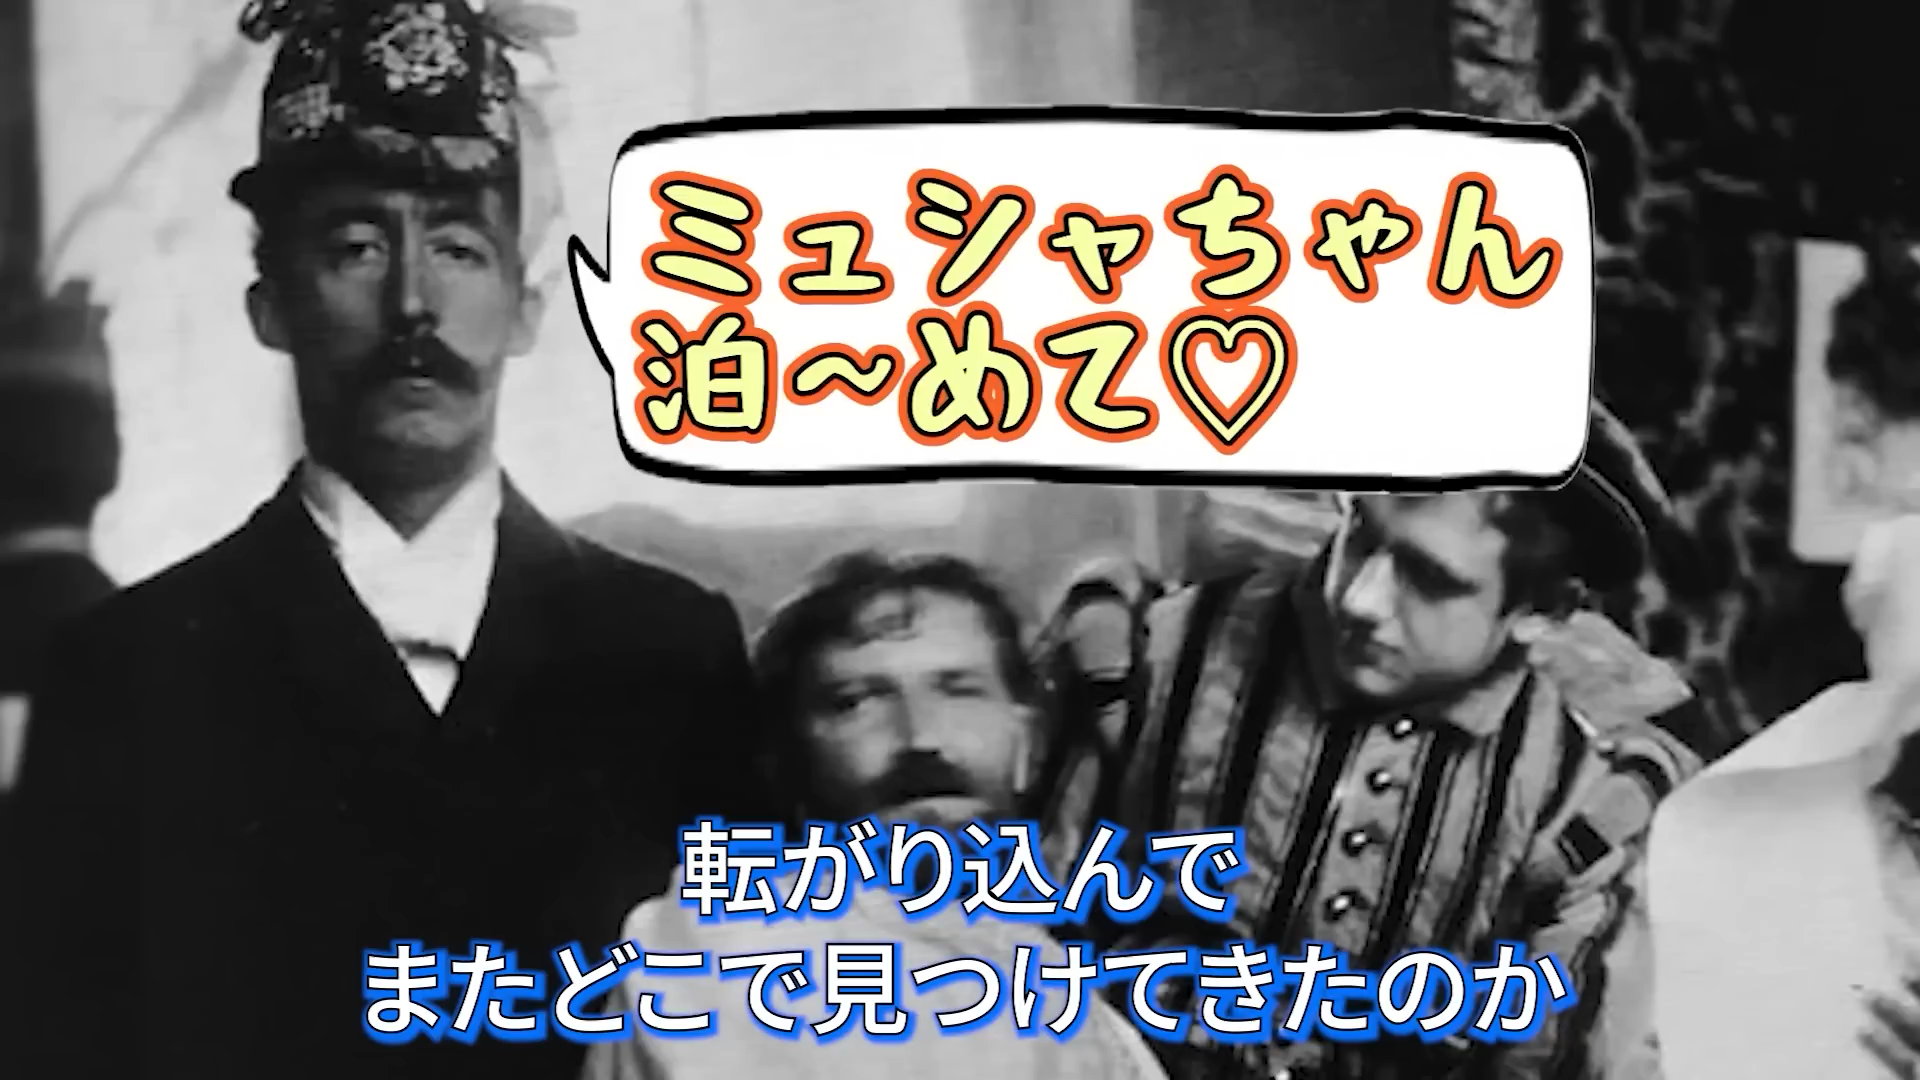 ミュシャちゃん
泊～めて♡
転がり込んで
またどこで見つけてきたのか